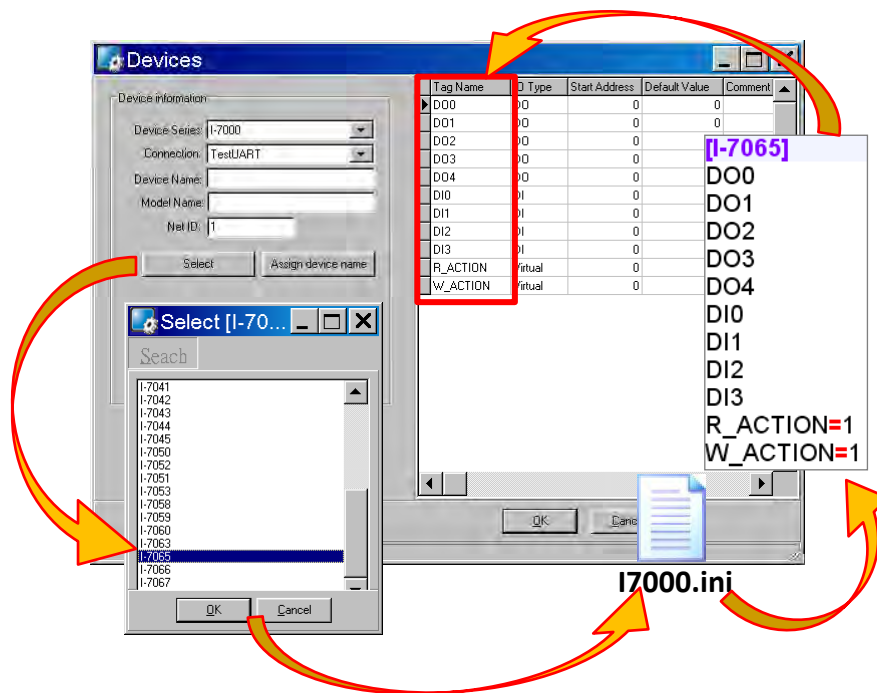 Devices
Device information
Device Series: I-7000
Connection: TestUART
Device Name:
Model Name:
Net ID: 1
Select Assign device name
Tag Name IO Type Start Address Default Value Comment
DO0 DO 0 0
DO1 DO 0 0
DO2 DO 0
DO3 DO 0
DO4 DO 0
DI0 DI 0
DI1 DI 0
DI2 DI 0
DI3 DI 0
R_ACTION Virtual 0
W_ACTION Virtual 0
[I-7065]
DO0
DO1
DO2
DO3
DO4
DI0
DI1
DI2
DI3
R_ACTION=1
W_ACTION=1
Select [I-70...
Seach
I-7041
I-7042
I-7043
I-7044
I-7045
I-7050
I-7052
I-7051
I-7053
I-7058
I-7059
I-7060
I-7063
I-7065
I-7066
I-7067
OK Cancel
OK Canc
I7000.ini